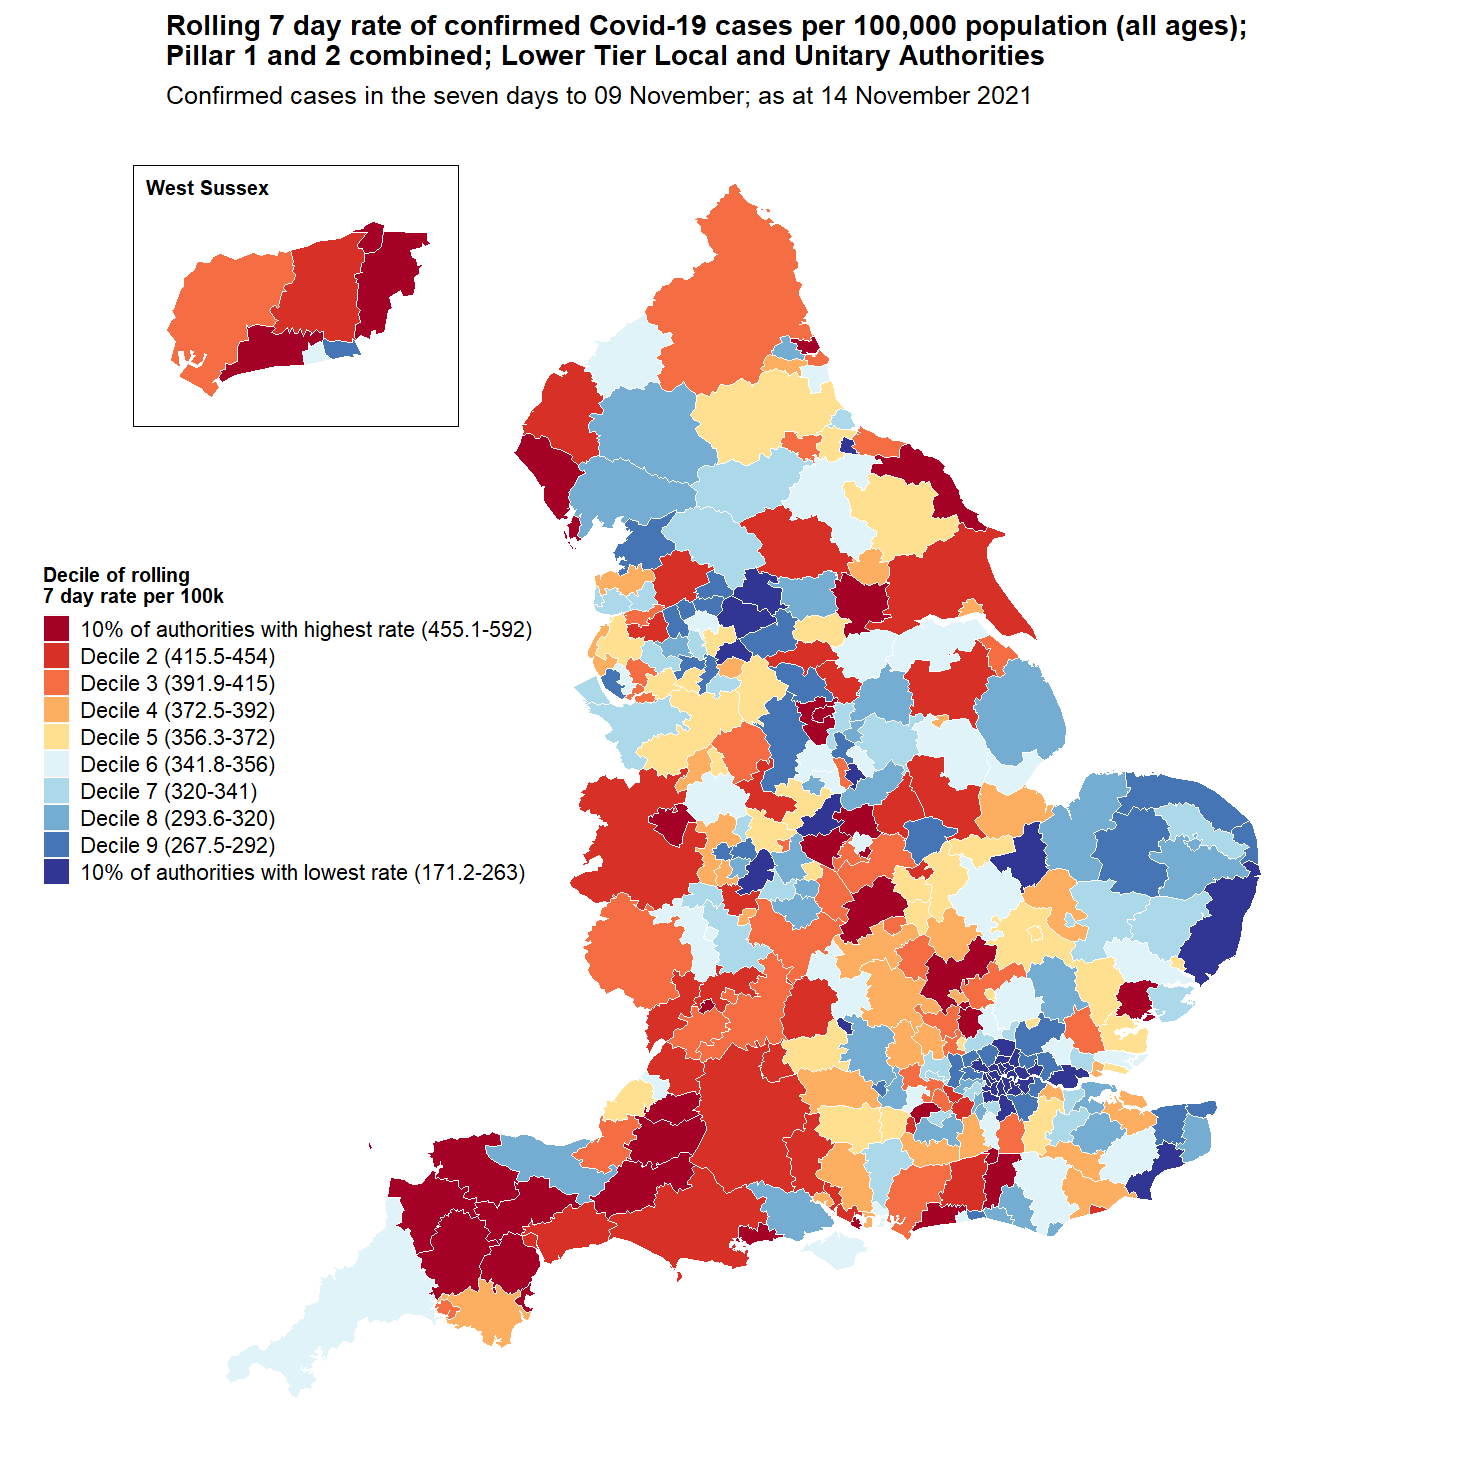 Rolling 7 day rate of confirmed Covid-19 cases per 100,000 population (all ages);
Pillar 1 and 2 combined; Lower Tier Local and Unitary Authorities
Confirmed cases in the seven days to 09 November; as at 14 November 2021
West Sussex
Decile of rolling
7 day rate per 100k
10% of authorities with highest rate (455.1-592)
Decile 2 (415.5-454)
Decile 3 (391.9-415)
Decile 4 (372.5-392)
Decile 5 (356.3-372)
Decile 6 (341.8-356)
Decile 7 (320-341)
Decile 8 (293.6-320)
Decile 9 (267.5-292)
10% of authorities with lowest rate (171.2-263)